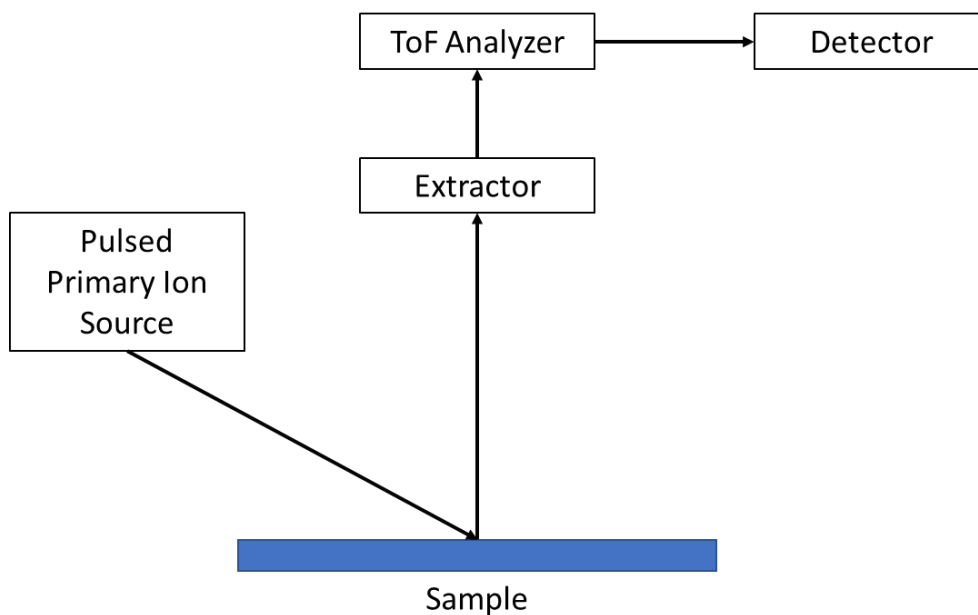 ToF Analyzer
Detector
Extractor
Pulsed
Primary Ion
Source
Sample